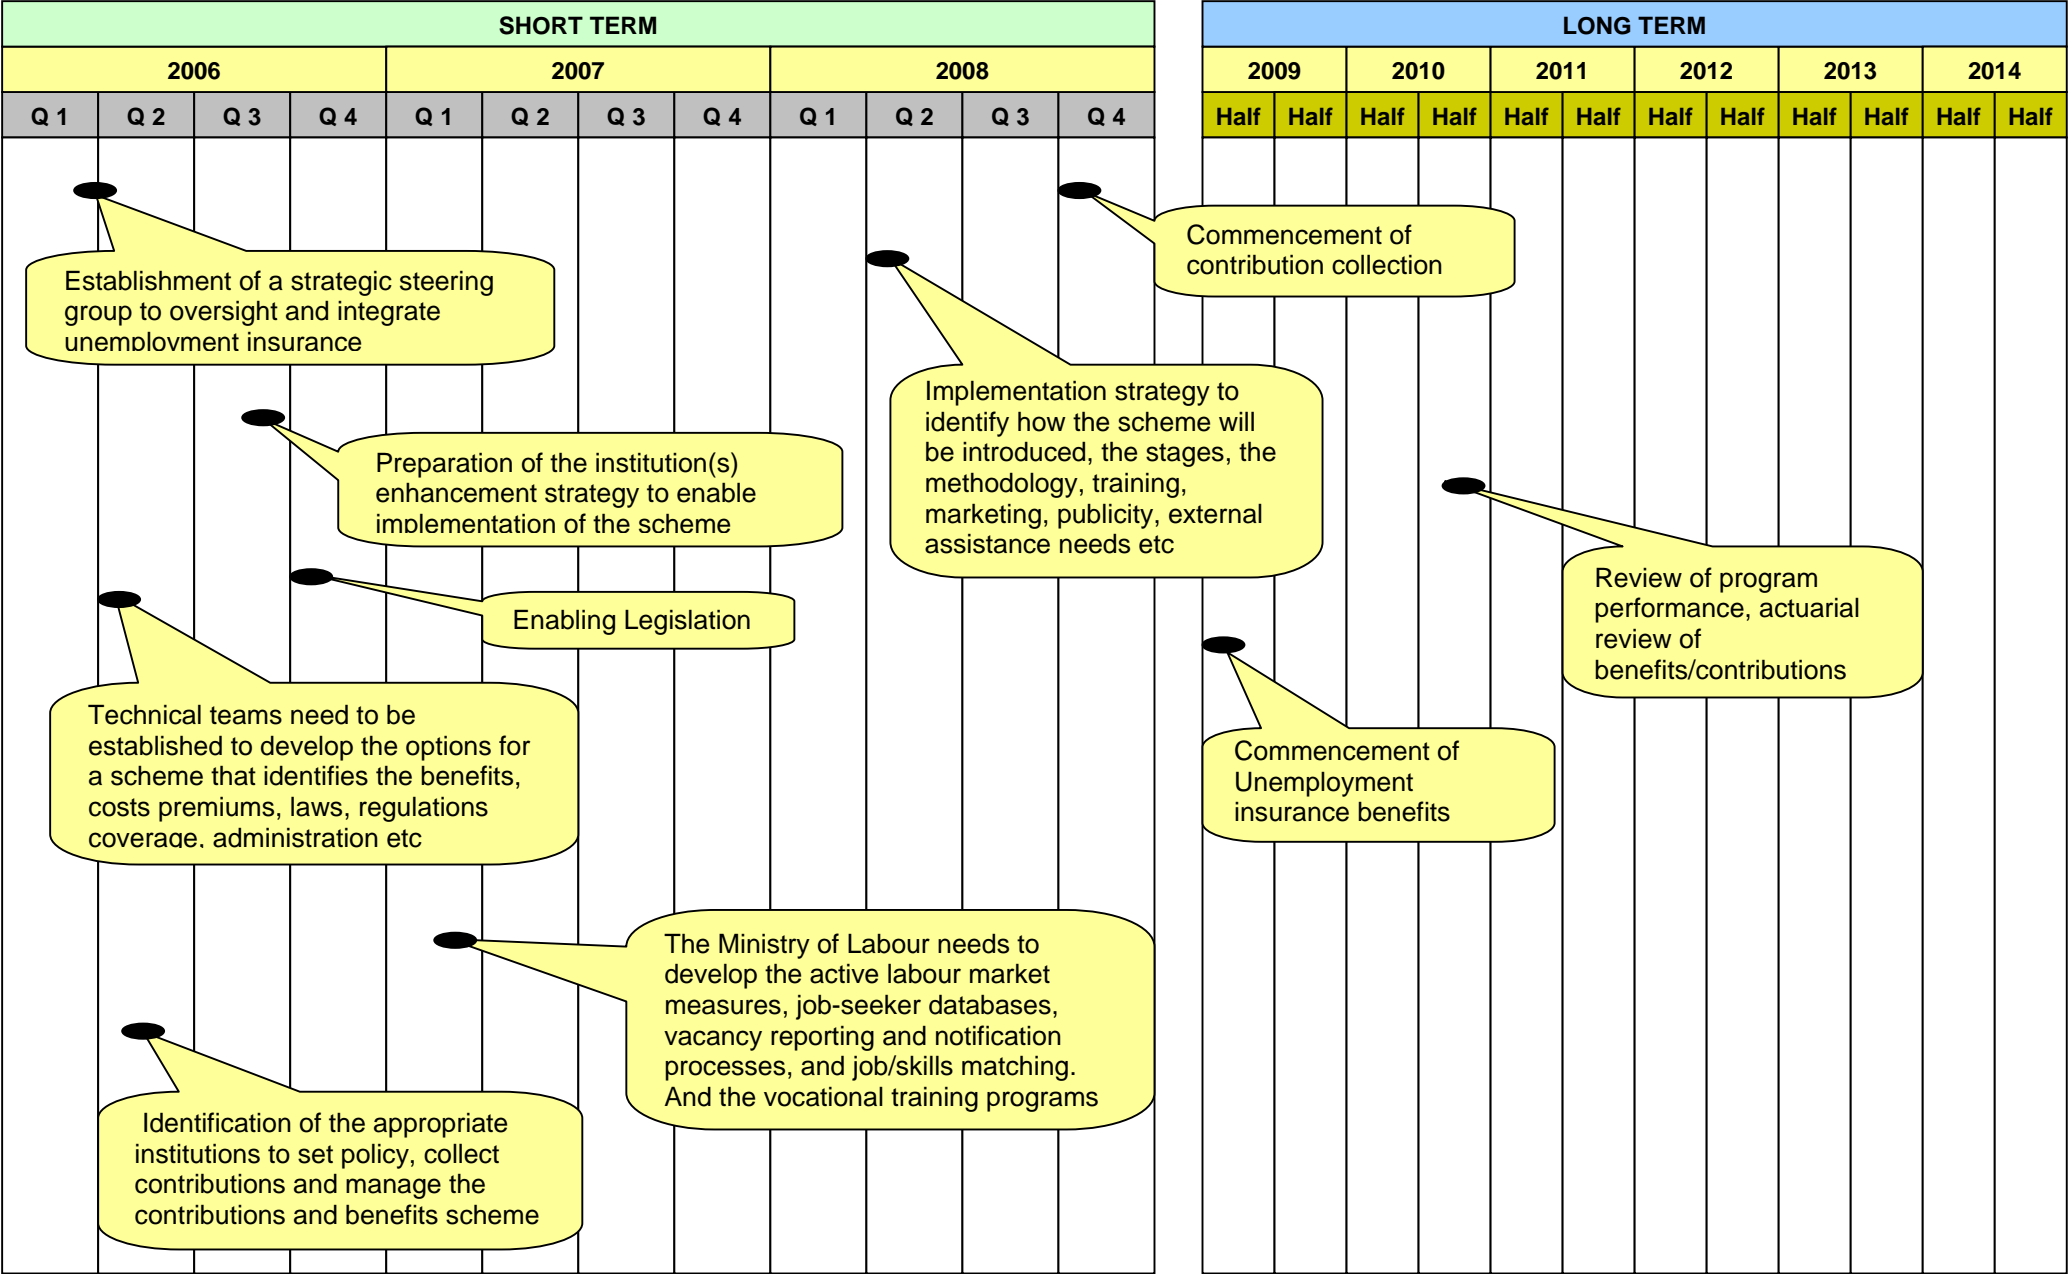 SHORT TERM
LONG TERM
2006 2007 2008
2009 2010 2011 2012 2013 2014
Q 1 Q 2 Q 3 Q 4 Q 1 Q 2 Q 3 Q 4 Q 1 Q 2 Q 3 Q 4
Half Half Half Half Half Half Half Half Half Half Half Half
Establishment of a strategic steering
group to oversight and integrate
unemployment insurance
Commencement of
contribution collection
Implementation strategy to
identify how the scheme will
be introduced, the stages, the
methodology, training,
marketing, publicity, external
assistance needs etc
Preparation of the institution(s)
enhancement strategy to enable
implementation of the scheme
Enabling Legislation
Review of program
performance, actuarial
review of
benefits/contributions
Technical teams need to be
established to develop the options for
a scheme that identifies the benefits,
costs premiums, laws, regulations
coverage, administration etc
Commencement of
Unemployment
insurance benefits
The Ministry of Labour needs to
develop the active labour market
measures, job-seeker databases,
vacancy reporting and notification
processes, and job/skills matching.
And the vocational training programs
Identification of the appropriate
institutions to set policy, collect
contributions and manage the
contributions and benefits scheme